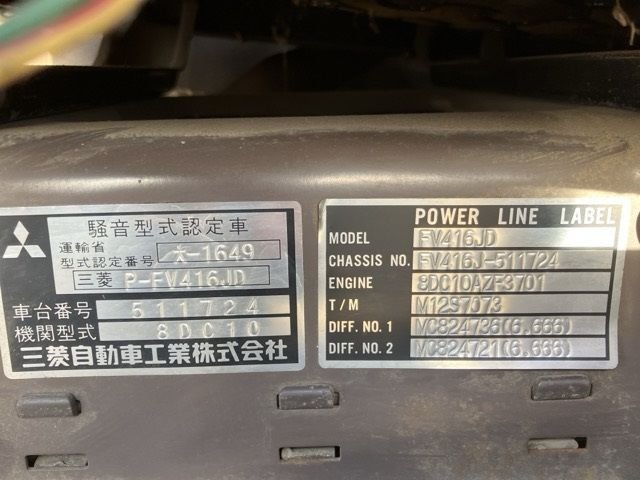 騒音型式認定車
運輸省
型式認定番号 大-1649
三菱 P-FV416JD
車台番号 511724
機関型式 8DC10
三菱自動車工業株式会社
POWER LINE LABEL
MODEL FV416JD
CHASSIS NO. FV416J-511724
ENGINE 8DC10AZF3701
T/M M12S7073
DIFF. NO. 1 MC824736(6.666)
DIFF. NO. 2 MC824721(6.666)